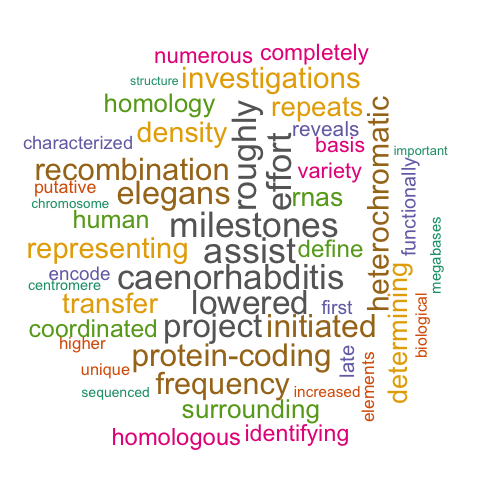 numerous completely
structure investigations
homology repeats
density reveals
characterized basis
important
recombination variety
putative elegans rnas
chromosome
human milestones
representing assist define
encode caenorhabditis
centromere
transfer lowered first
coordinated project initiated
higher protein-coding
unique frequency increased
sequenced
surrounding
homologous identifying
roughly
effort
heterochromatic
functionally
megabases
determining
biological
late
elements